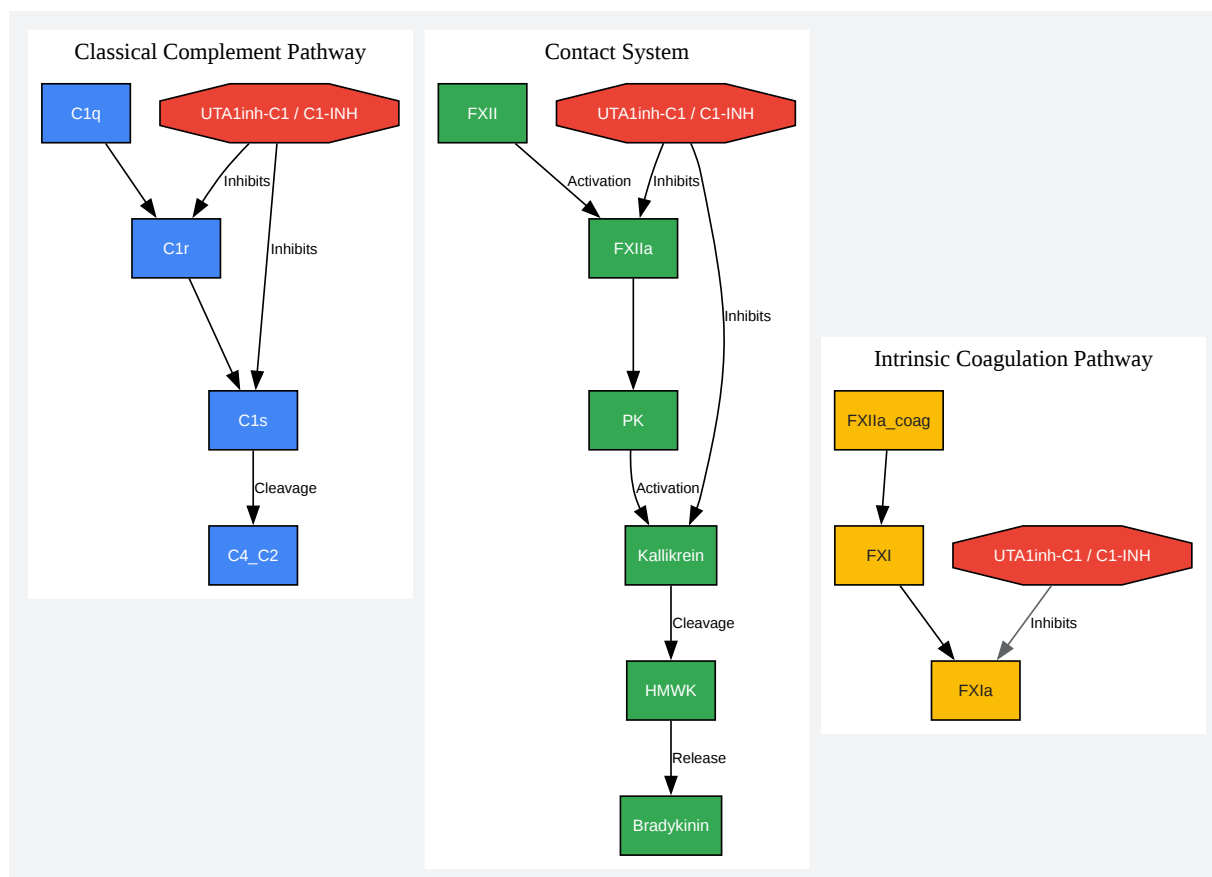 Classical Complement Pathway
C1q
UTA1inh-C1 / C1-INH
Inhibits
C1r
Inhibits
C1s
Cleavage
C4_C2
Contact System
FXII
UTA1inh-C1 / C1-INH
Activation
Inhibits
FXIIa
Inhibits
PK
Activation
Kallikrein
Cleavage
HMWK
Release
Bradykinin
Intrinsic Coagulation Pathway
FXIIa_coag
FXI
UTA1inh-C1 / C1-INH
Inhibits
FXIa